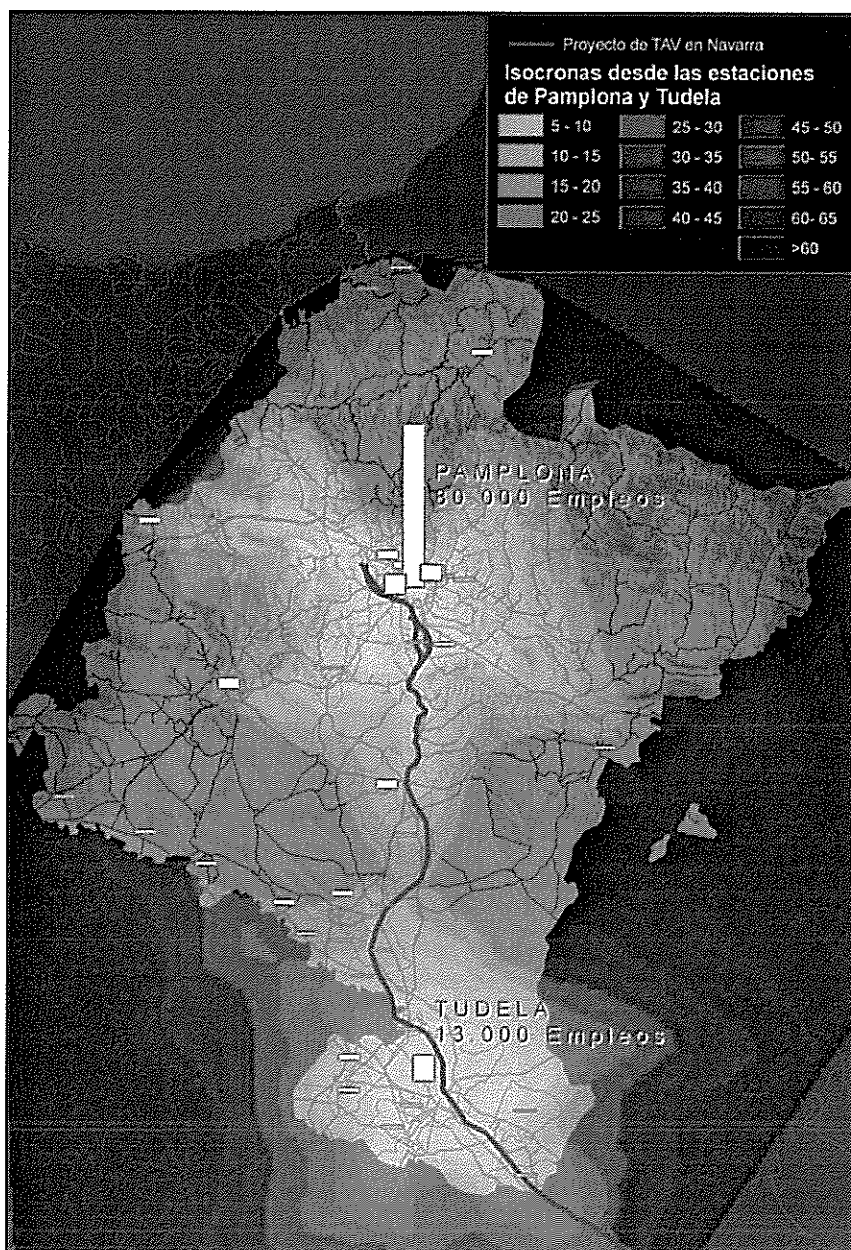 Proyecto de TAV en Navarra
Isocronas desde las estaciones
de Pamplona y Tudela
5 - 10
25 - 30
45 - 50
10 - 15
30 - 35
50- 55
15 - 20
35 - 40
55 - 60
20 - 25
40 - 45
60- 65
>60
PAMPLONA
80.000 Empleos
TUDELA
13.000 Empleos